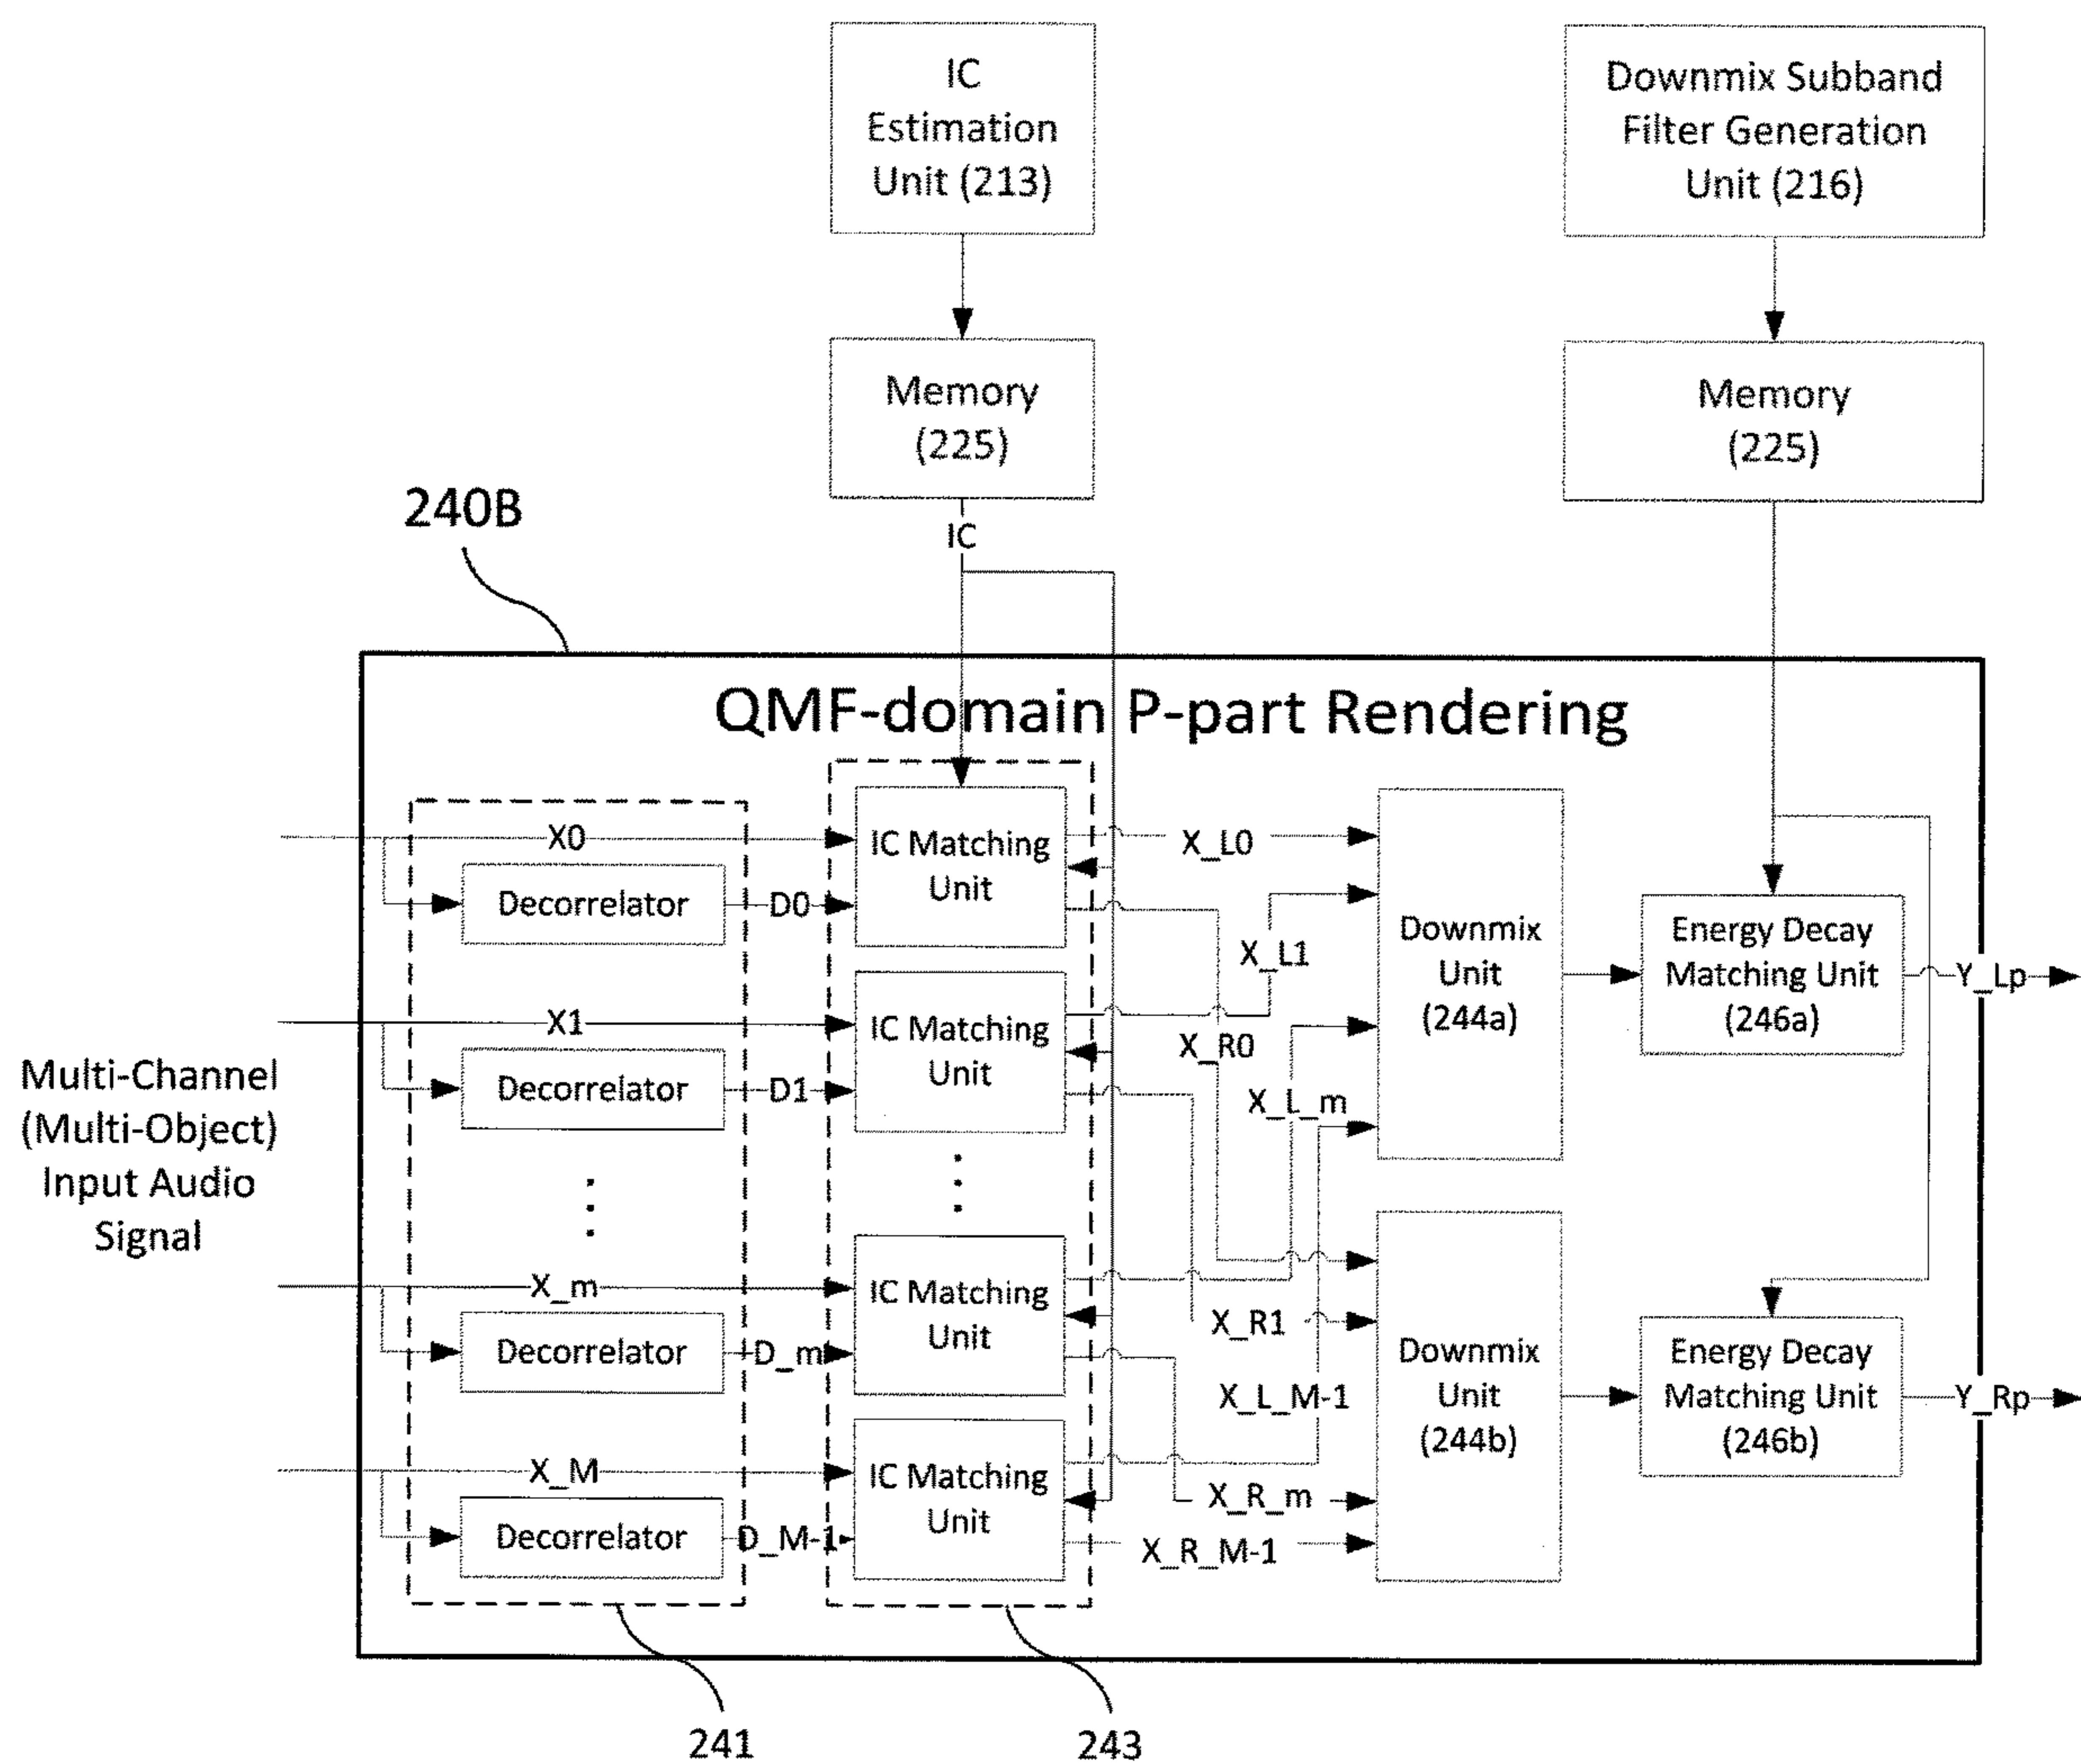 IC
Estimation
Unit (213)
Downmix Subband
Filter Generation
Unit (216)
Memory
(225)
Memory
(225)
240B
IC
QMF-domain P-part Rendering
Multi-Channel
(Multi-Object)
Input Audio
Signal
X0
Decorrelator
D0
IC Matching
Unit
X1
Decorrelator
D1
IC Matching
Unit
X_m
Decorrelator
D_m
IC Matching
Unit
X_M
Decorrelator
D_M-1
IC Matching
Unit
X_L0
X_L1
X_R0
X_L_m
X_R1
X_L_M-1
X_R_m
X_R_M-1
Downmix
Unit
(244a)
Energy Decay
Matching Unit
(246a)
Y_Lp
Downmix
Unit
(244b)
Energy Decay
Matching Unit
(246b)
Y_Rp
241
243